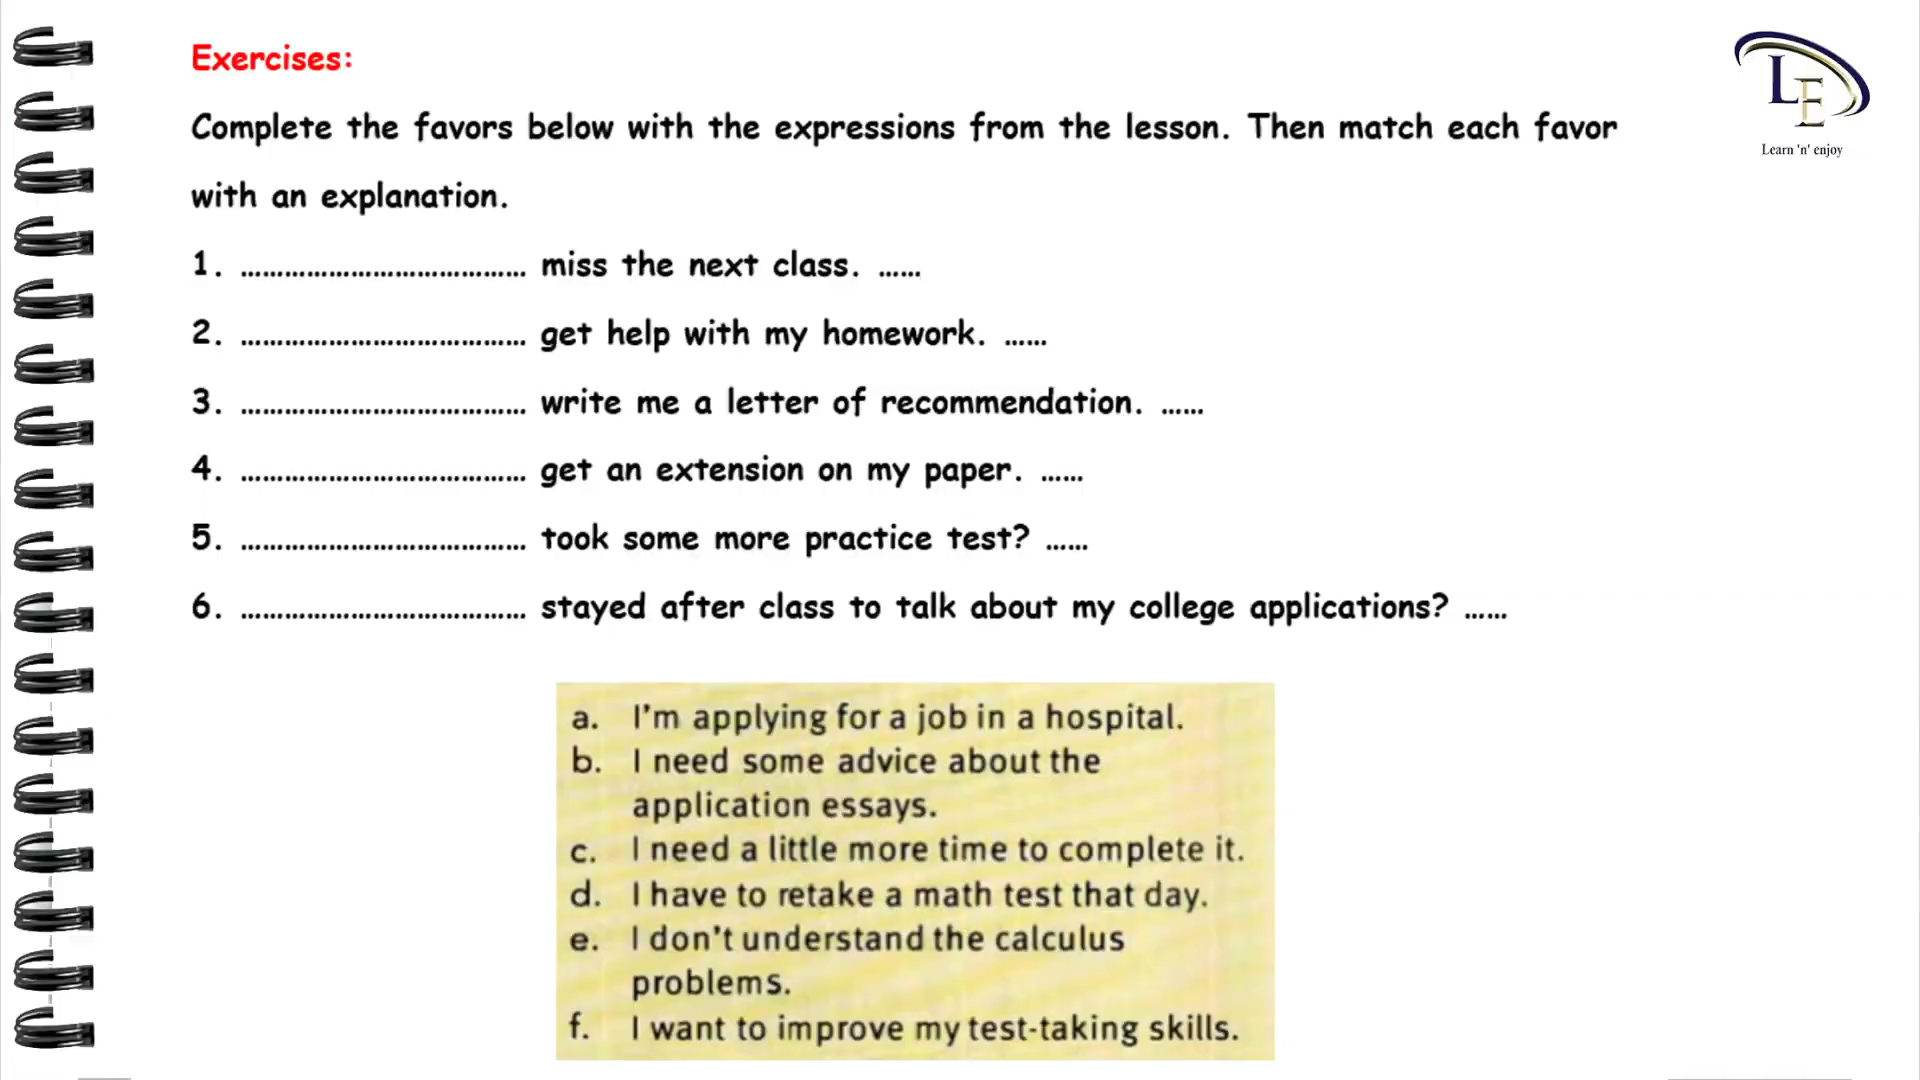 Exercises:
LE
Learn 'n' enjoy
Complete the favors below with the expressions from the lesson. Then match each favor
with an explanation.
1. ....................................... miss the next class. ......
2. ....................................... get help with my homework. ......
3. ....................................... write me a letter of recommendation. ......
4. ....................................... get an extension on my paper. ......
5. ....................................... took some more practice test? ......
6. ....................................... stayed after class to talk about my college applications? ......
a. I'm applying for a job in a hospital.
b. I need some advice about the
application essays.
c. I need a little more time to complete it.
d. I have to retake a math test that day.
e. I don't understand the calculus
problems.
f. I want to improve my test-taking skills.